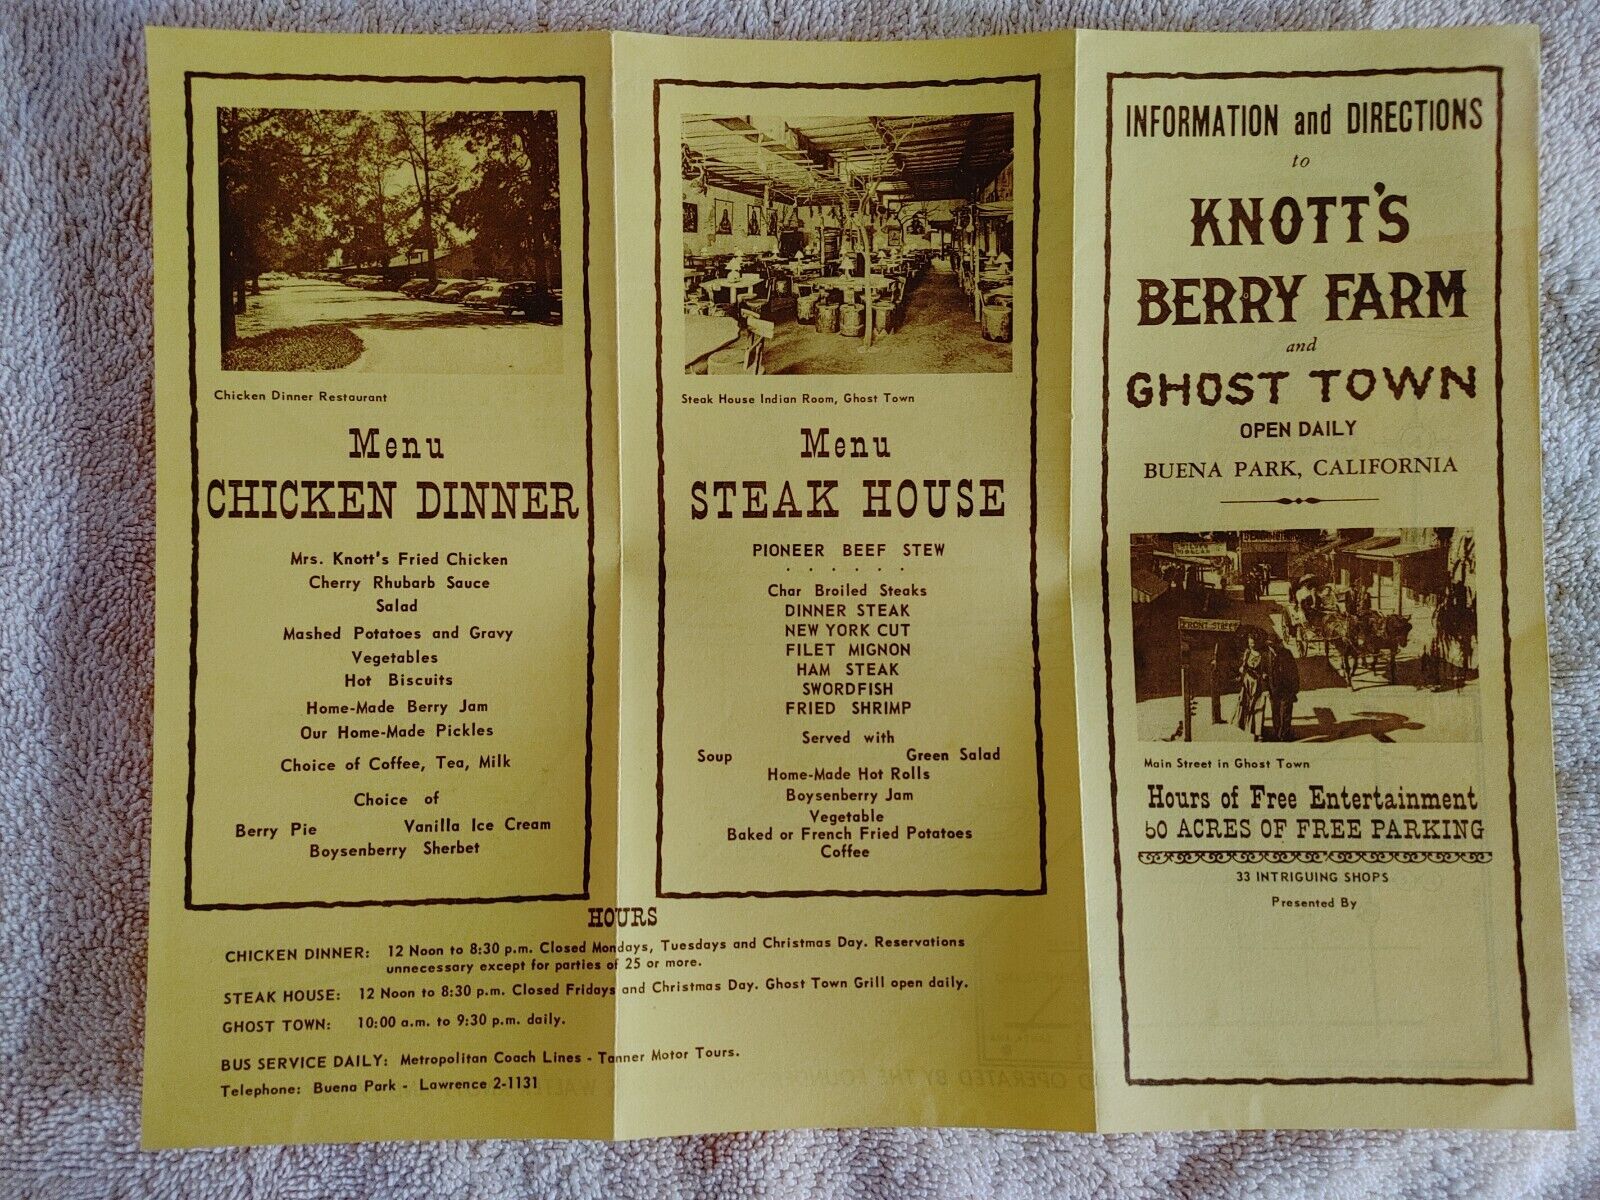 Chicken Dinner Restaurant
Menu
CHICKEN DINNER
Mrs. Knott's Fried Chicken
Cherry Rhubarb Sauce
Salad
Mashed Potatoes and Gravy
Vegetables
Hot Biscuits
Home-Made Berry Jam
Our Home-Made Pickles
Choice of Coffee, Tea, Milk
Choice of
Berry Pie Vanilla Ice Cream
Boysenberry Sherbet
Steak House Indian Room, Ghost Town
Menu
STEAK HOUSE
PIONEER BEEF STEW
. . . . . .
Char Broiled Steaks
DINNER STEAK
NEW YORK CUT
FILET MIGNON
HAM STEAK
SWORDFISH
FRIED SHRIMP
Served with
Soup Green Salad
Home-Made Hot Rolls
Boysenberry Jam
Vegetable
Baked or French Fried Potatoes
Coffee
HOURS
CHICKEN DINNER: 12 Noon to 8:30 p.m. Closed Mondays, Tuesdays and Christmas Day. Reservations
unnecessary except for parties of 25 or more.
STEAK HOUSE: 12 Noon to 8:30 p.m. Closed Fridays and Christmas Day. Ghost Town Grill open daily.
GHOST TOWN: 10:00 a.m. to 9:30 p.m. daily.
BUS SERVICE DAILY: Metropolitan Coach Lines - Tanner Motor Tours.
Telephone: Buena Park - Lawrence 2-1131
INFORMATION and DIRECTIONS
to
KNOTT'S
BERRY FARM
and
GHOST TOWN
OPEN DAILY
BUENA PARK, CALIFORNIA
FRONT STREET
Main Street in Ghost Town
Hours of Free Entertainment
60 ACRES OF FREE PARKING
33 INTRIGUING SHOPS
Presented By